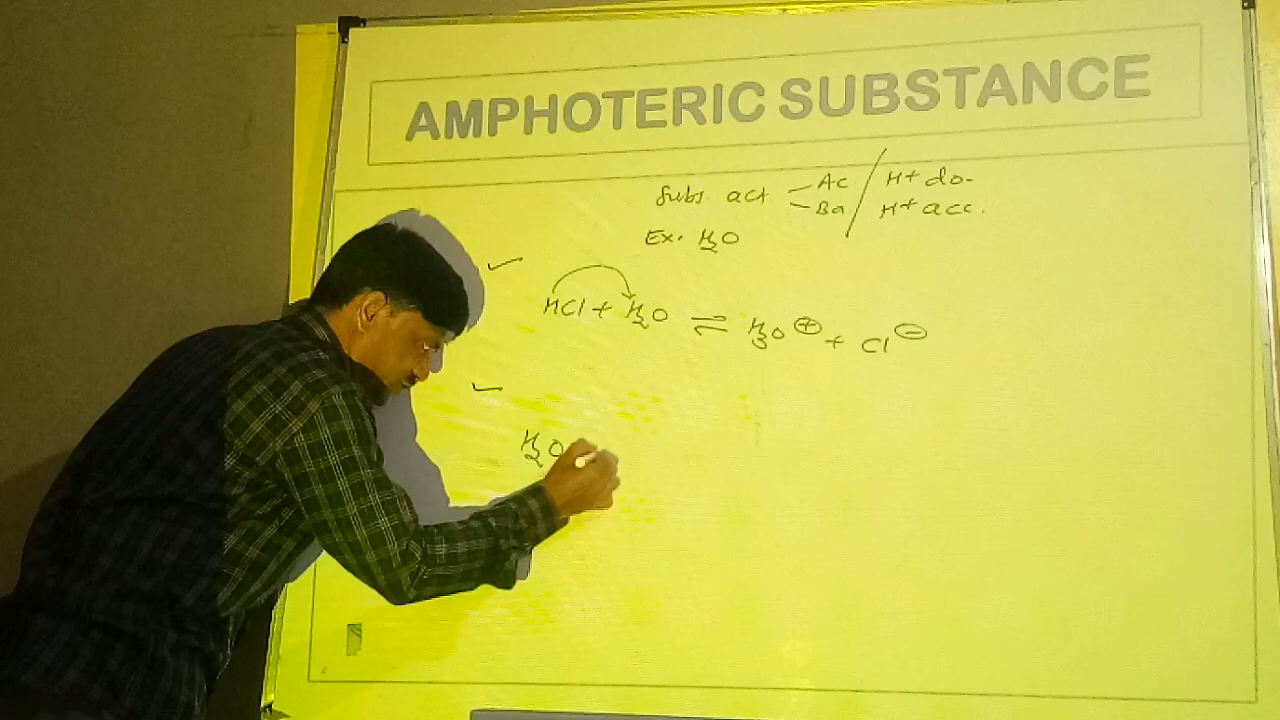 AMPHOTERIC SUBSTANCE
Subs act – Ac / H+ do-
– Ba / H+ acc.
Ex. H₂O
HCl + H₂O ⇌ H₃O⊕ + Cl⊖
H₂O